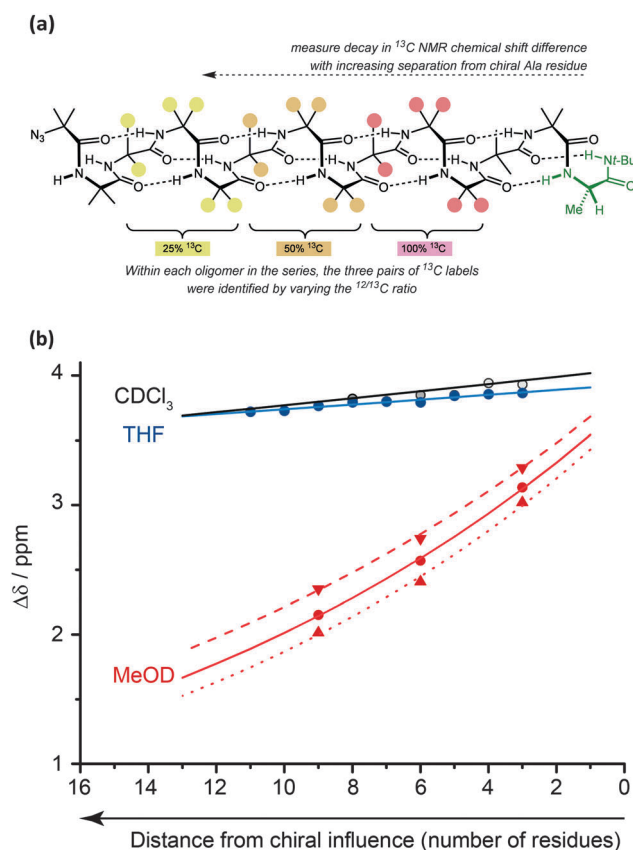 (a)
measure decay in ¹³C NMR chemical shift difference
with increasing separation from chiral Ala residue
N₃ O H N O H N O H N O H N O
O H N O H N O H N O H N O H Nt-Bu
N H O N H O N H O N H O N H O
Me H
25% ¹³C 50% ¹³C 100% ¹³C
Within each oligomer in the series, the three pairs of ¹³C labels
were identified by varying the ¹²/¹³C ratio
(b)
4
CDCl₃
THF
3
Δδ / ppm
2
MeOD
1
16 14 12 10 8 6 4 2 0
Distance from chiral influence (number of residues)